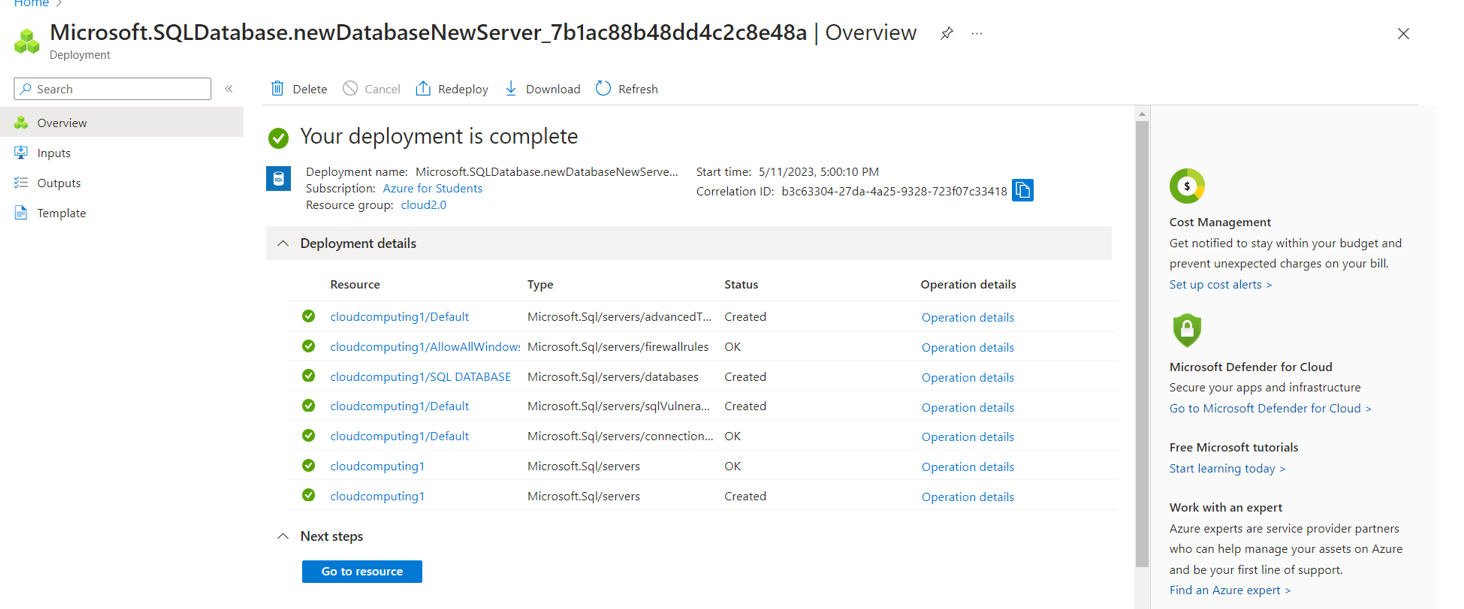 Home >
Microsoft.SQLDatabase.newDatabaseNewServer_7b1ac88b48dd4c2c8e48a | Overview ...
Deployment
Search «
Delete Cancel Redeploy Download Refresh
Overview
Inputs
Outputs
Template
Your deployment is complete
Deployment name: Microsoft.SQLDatabase.newDatabaseNewServe...
Subscription: Azure for Students
Resource group: cloud2.0
Start time: 5/11/2023, 5:00:10 PM
Correlation ID: b3c63304-27da-4a25-9328-723f07c33418
Deployment details
Resource Type Status Operation details
cloudcomputing1/Default Microsoft.Sql/servers/advancedT... Created Operation details
cloudcomputing1/AllowAllWindows Microsoft.Sql/servers/firewallrules OK Operation details
cloudcomputing1/SQL DATABASE Microsoft.Sql/servers/databases Created Operation details
cloudcomputing1/Default Microsoft.Sql/servers/sqlVulnera... Created Operation details
cloudcomputing1/Default Microsoft.Sql/servers/connection... OK Operation details
cloudcomputing1 Microsoft.Sql/servers OK Operation details
cloudcomputing1 Microsoft.Sql/servers Created Operation details
Next steps
Go to resource
$
Cost Management
Get notified to stay within your budget and
prevent unexpected charges on your bill.
Set up cost alerts >
Microsoft Defender for Cloud
Secure your apps and infrastructure
Go to Microsoft Defender for Cloud >
Free Microsoft tutorials
Start learning today >
Work with an expert
Azure experts are service provider partners
who can help manage your assets on Azure
and be your first line of support.
Find an Azure expert >